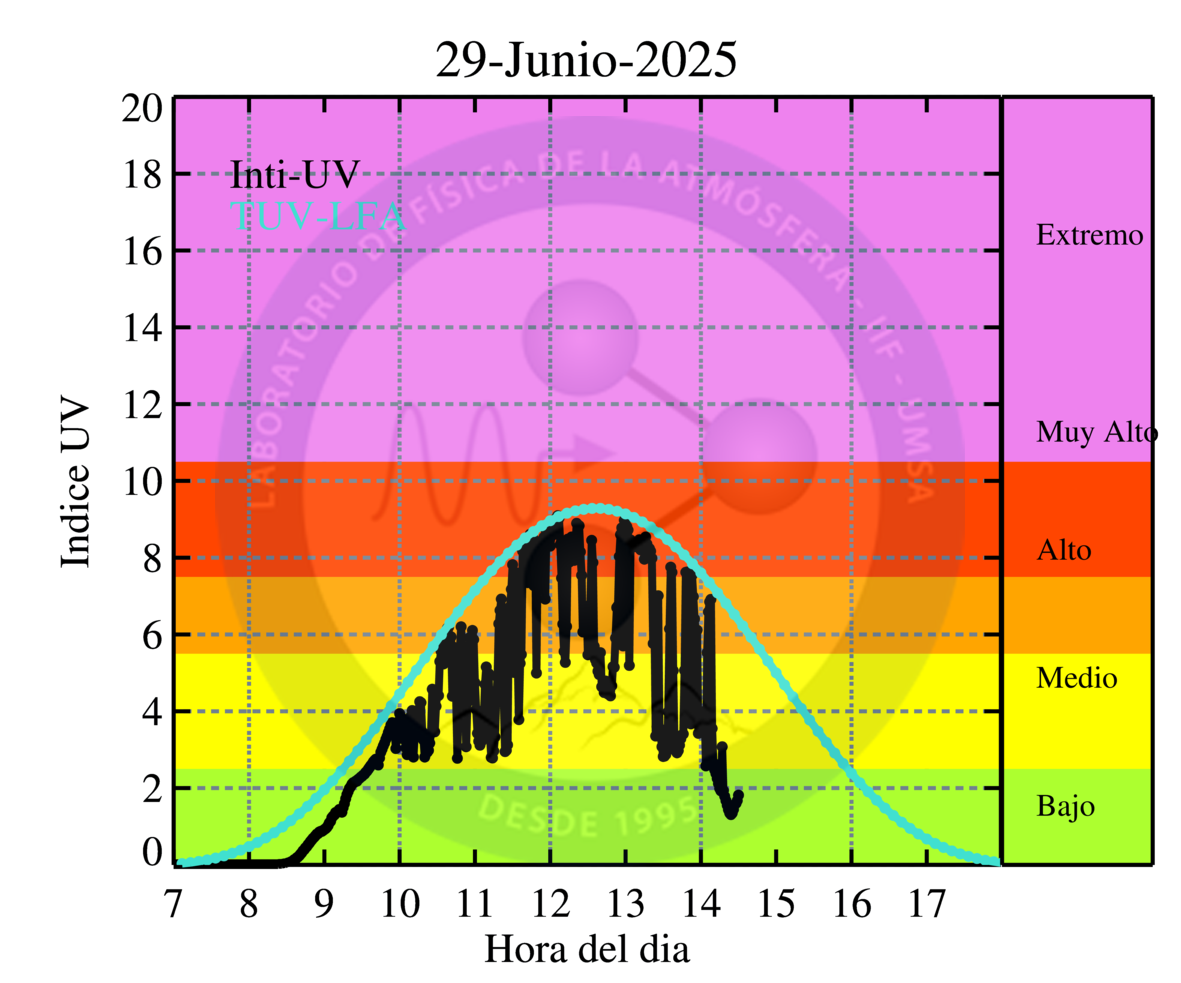 29-Junio-2025
Inti-UV
TUV-LFA
LABORATORIO DE FÍSICA DE LA ATMÓSFERA - IIF - UMSA
DESDE 1995
Indice UV
20
18
16
14
12
10
8
6
4
2
0
Extremo
Muy Alto
Alto
Medio
Bajo
7 8 9 10 11 12 13 14 15 16 17
Hora del dia